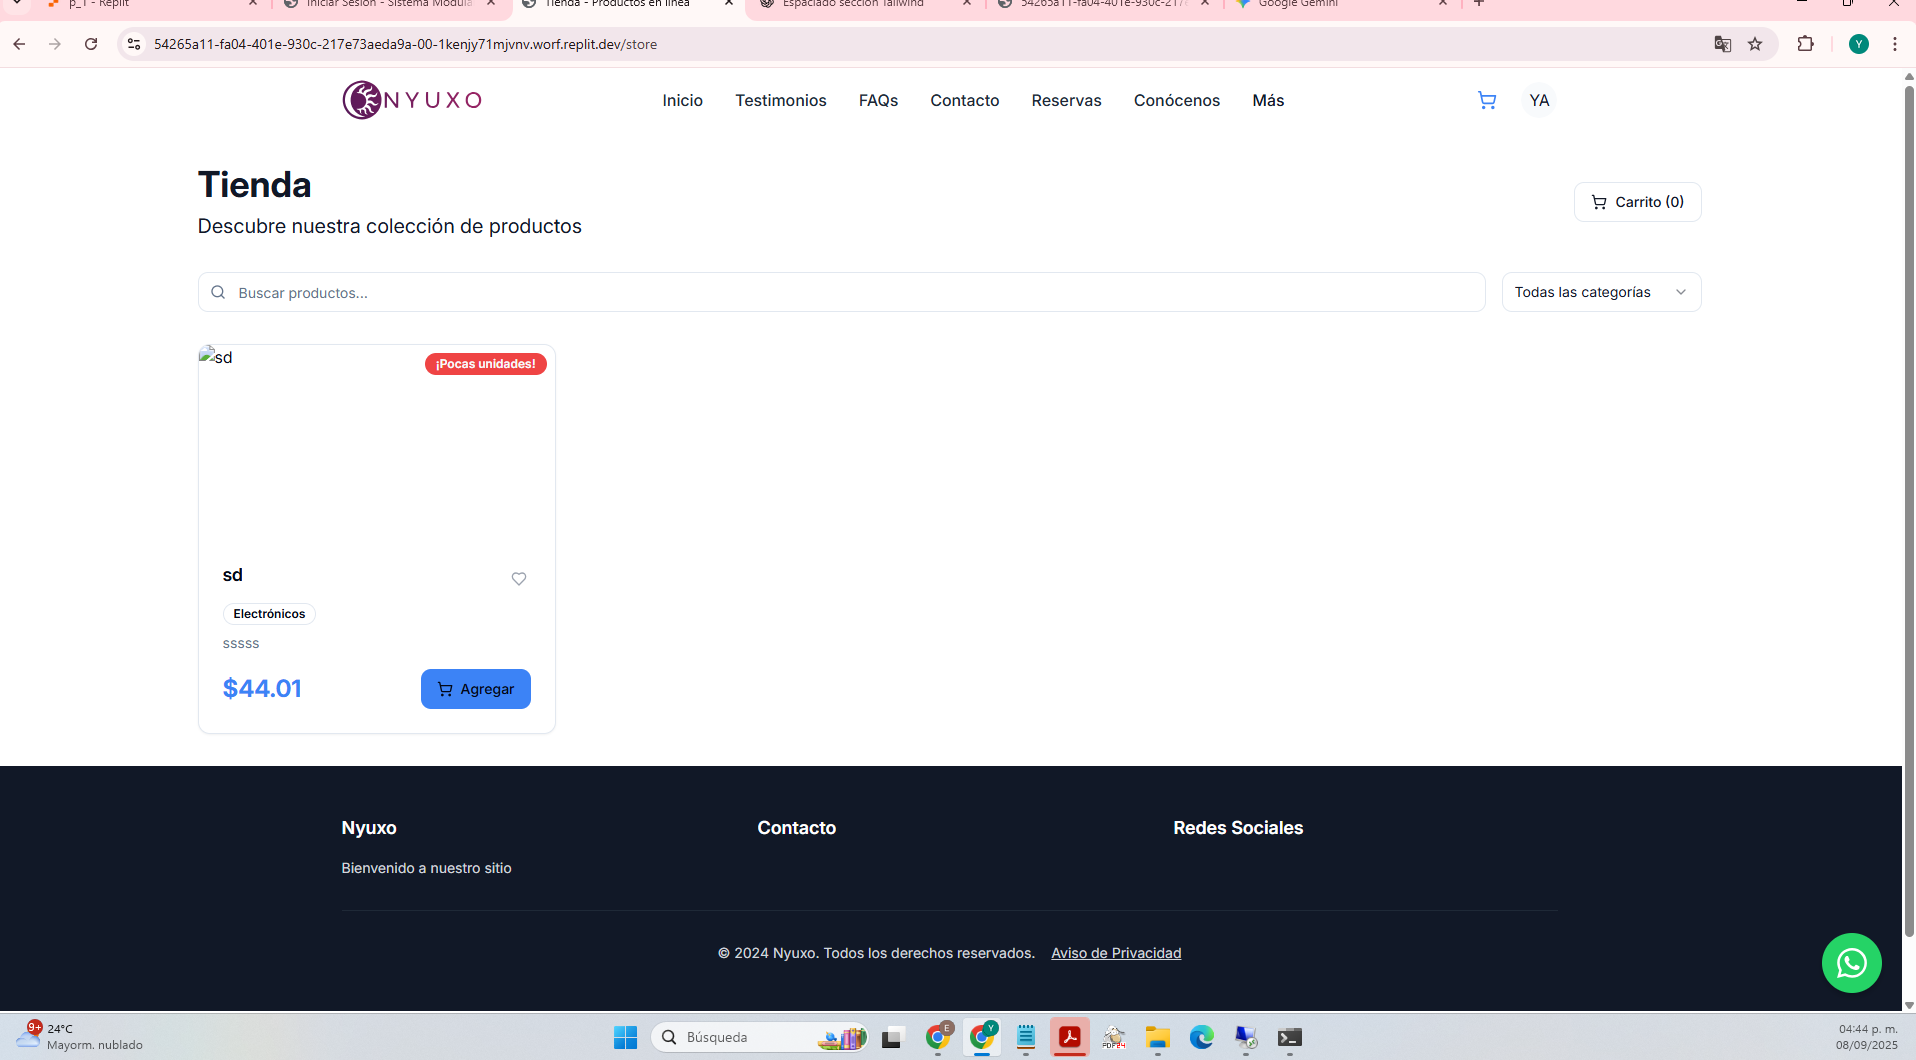 p_1 - Replit
Iniciar Sesión - Sistema Modula
Tienda - Productos en línea
Espaciado sección Tailwind
54265a11-fa04-401e-930c-217
Google Gemini
54265a11-fa04-401e-930c-217e73aeda9a-00-1kenjy71mjvnv.worf.replit.dev/store
Y
NYUXO
Inicio
Testimonios
FAQs
Contacto
Reservas
Conócenos
Más
YA
Tienda
Descubre nuestra colección de productos
Carrito (0)
Buscar productos...
Todas las categorías
sd
¡Pocas unidades!
sd
Electrónicos
sssss
$44.01
Agregar
Nyuxo
Contacto
Redes Sociales
Bienvenido a nuestro sitio
© 2024 Nyuxo. Todos los derechos reservados.
Aviso de Privacidad
9+
24°C
Mayorm. nublado
Búsqueda
E
Y
PDF24
04:44 p. m.
08/09/2025